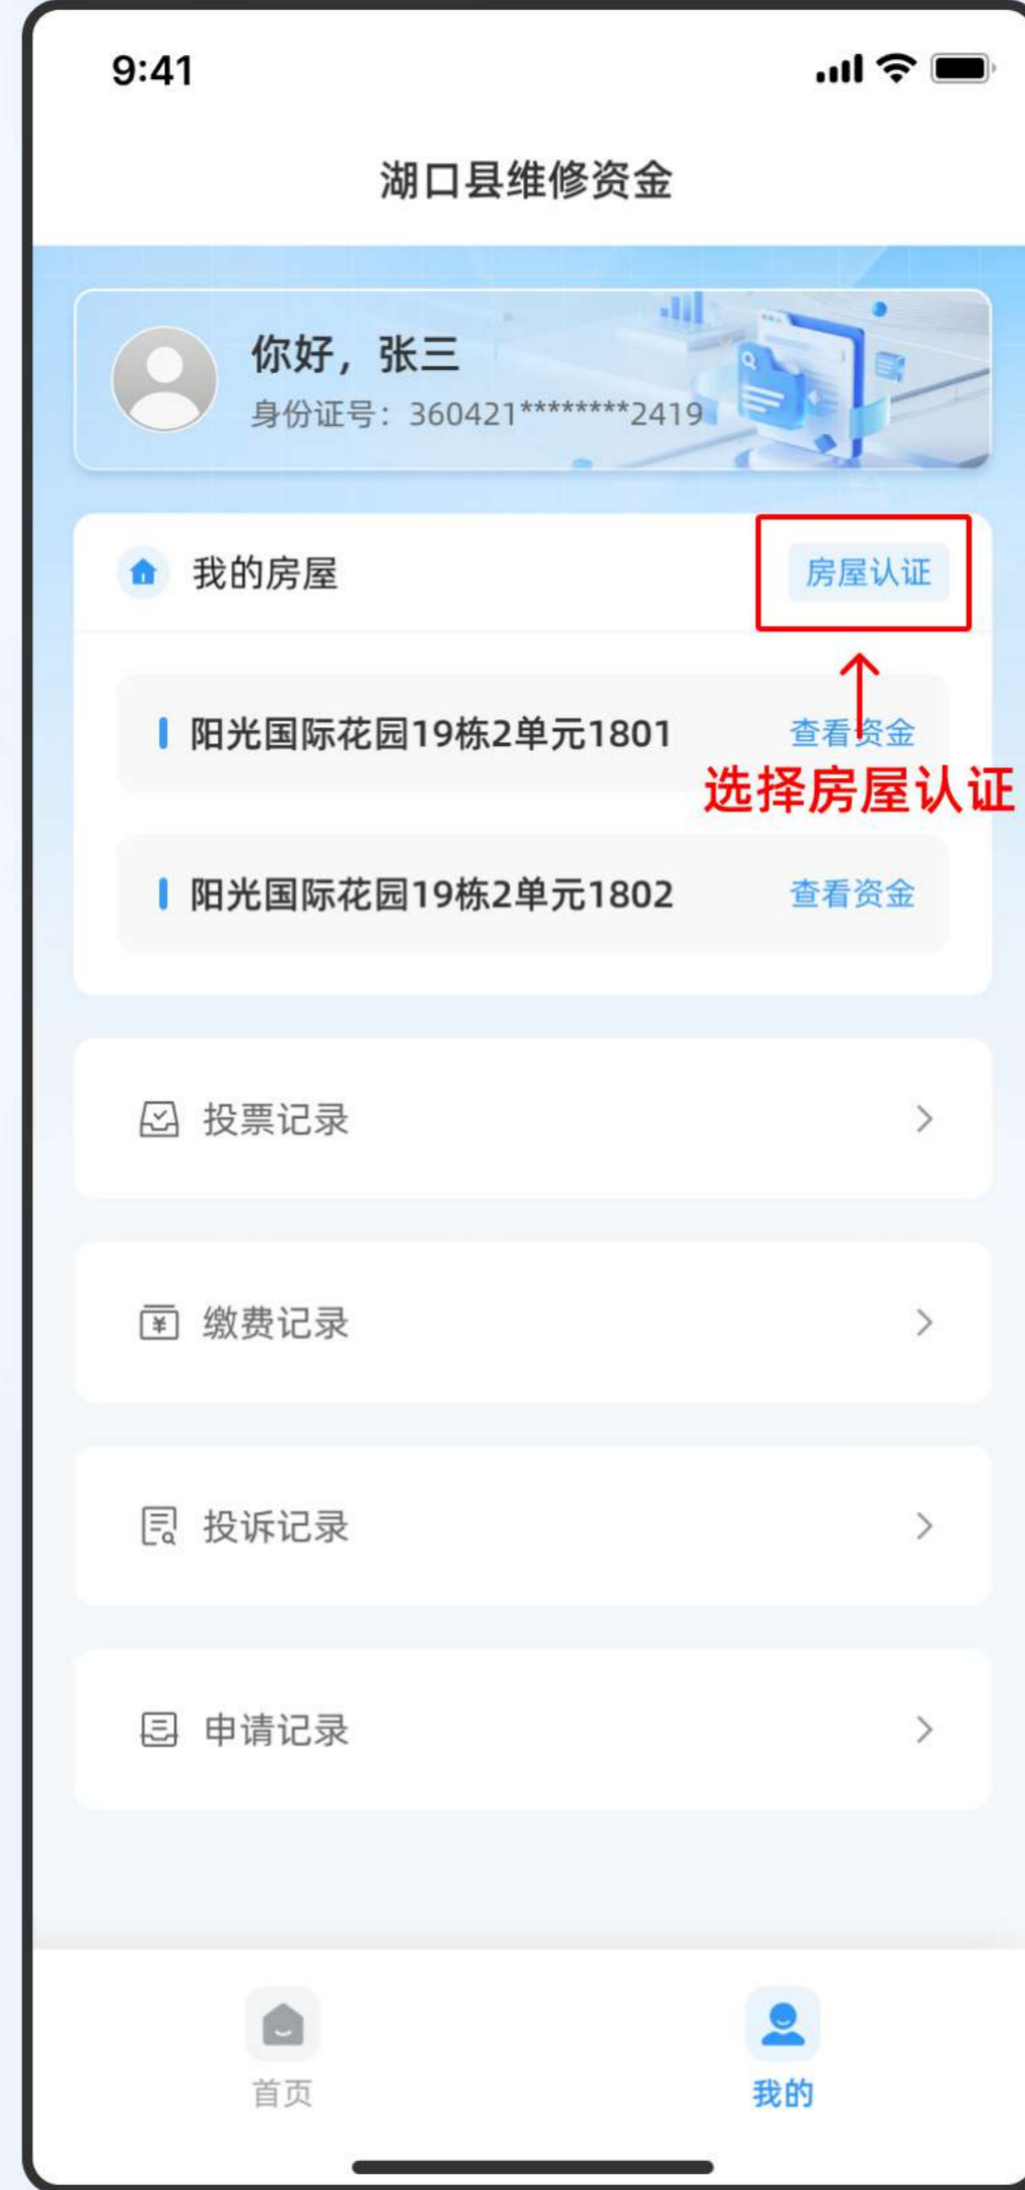 9:41
湖口县维修资金
你好，张三
身份证号：360421********2419
我的房屋
房屋认证
阳光国际花园19栋2单元1801
查看资金
选择房屋认证
阳光国际花园19栋2单元1802
查看资金
投票记录
缴费记录
投诉记录
申请记录
首页
我的